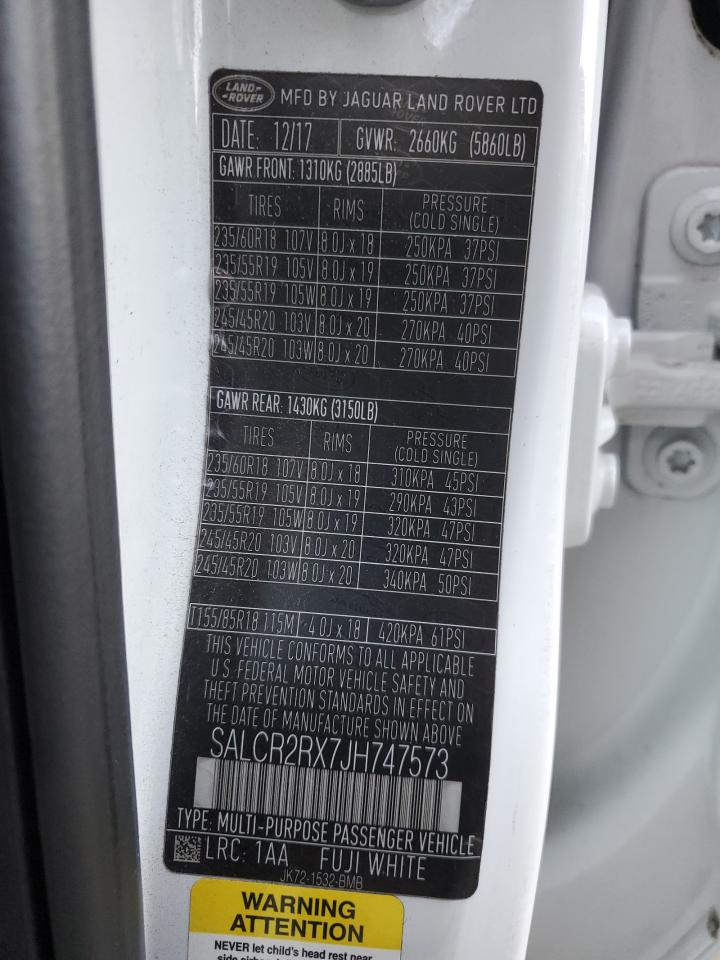 LAND ROVER MFD BY JAGUAR LAND ROVER LTD
DATE: 12/17 GVWR: 2660KG (5860LB)
GAWR FRONT: 1310KG (2885LB)
TIRES RIMS PRESSURE (COLD SINGLE)
235/60R18 107V 8.0J x 18 250KPA 37PSI
235/55R19 105V 8.0J x 19 250KPA 37PSI
235/55R19 105W 8.0J x 19 250KPA 37PSI
245/45R20 103V 8.0J x 20 270KPA 40PSI
245/45R20 103W 8.0J x 20 270KPA 40PSI
GAWR REAR: 1430KG (3150LB)
TIRES RIMS PRESSURE (COLD SINGLE)
235/60R18 107V 8.0J x 18 310KPA 45PSI
235/55R19 105V 8.0J x 19 290KPA 43PSI
235/55R19 105W 8.0J x 19 320KPA 47PSI
245/45R20 103V 8.0J x 20 320KPA 47PSI
245/45R20 103W 8.0J x 20 340KPA 50PSI
T155/85R18 115M 4.0J x 18 420KPA 61PSI
THIS VEHICLE CONFORMS TO ALL APPLICABLE
U.S. FEDERAL MOTOR VEHICLE SAFETY AND
THEFT PREVENTION STANDARDS IN EFFECT ON
THE DATE OF MANUFACTURE SHOWN ABOVE
SALCR2RX7JH747573
TYPE: MULTI-PURPOSE PASSENGER VEHICLE
LRC: 1AA FUJI WHITE
JK72-1532-BMB
WARNING
ATTENTION
NEVER let child's head rest near
side